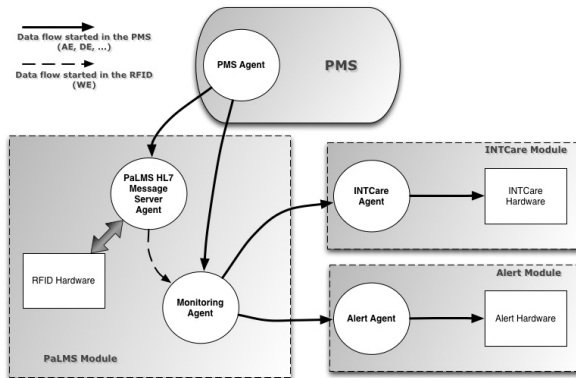 Data flow started in the PMS
(AE, DE, ...)
Data flow started in the RFID
(WE)
PMS Agent
PMS
PaLMS HL7
Message
Server
Agent
RFID Hardware
Monitoring
Agent
PaLMS Module
INTCare Module
INTCare
Agent
INTCare
Hardware
Alert Module
Alert Agent
Alert Hardware